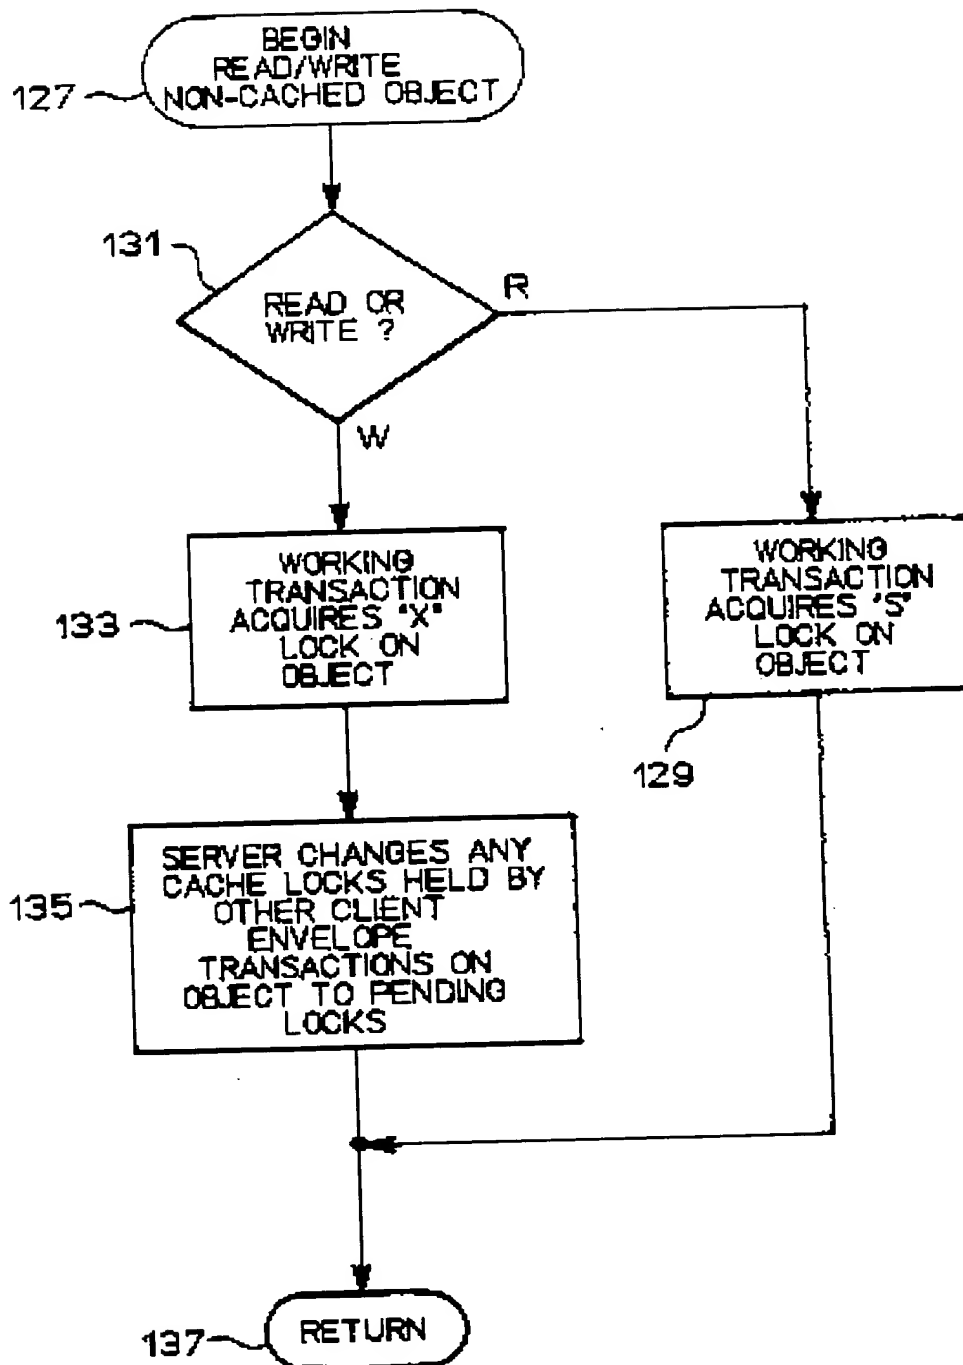 BEGIN
READ/WRITE
NON-CACHED OBJECT
127
131
READ OR
WRITE ?
R
W
WORKING
TRANSACTION
ACQUIRES "X"
LOCK ON
OBJECT
133
WORKING
TRANSACTION
ACQUIRES "S"
LOCK ON
OBJECT
129
SERVER CHANGES ANY
CACHE LOCKS HELD BY
OTHER CLIENT
ENVELOPE
TRANSACTIONS ON
OBJECT TO PENDING
LOCKS
135
RETURN
137